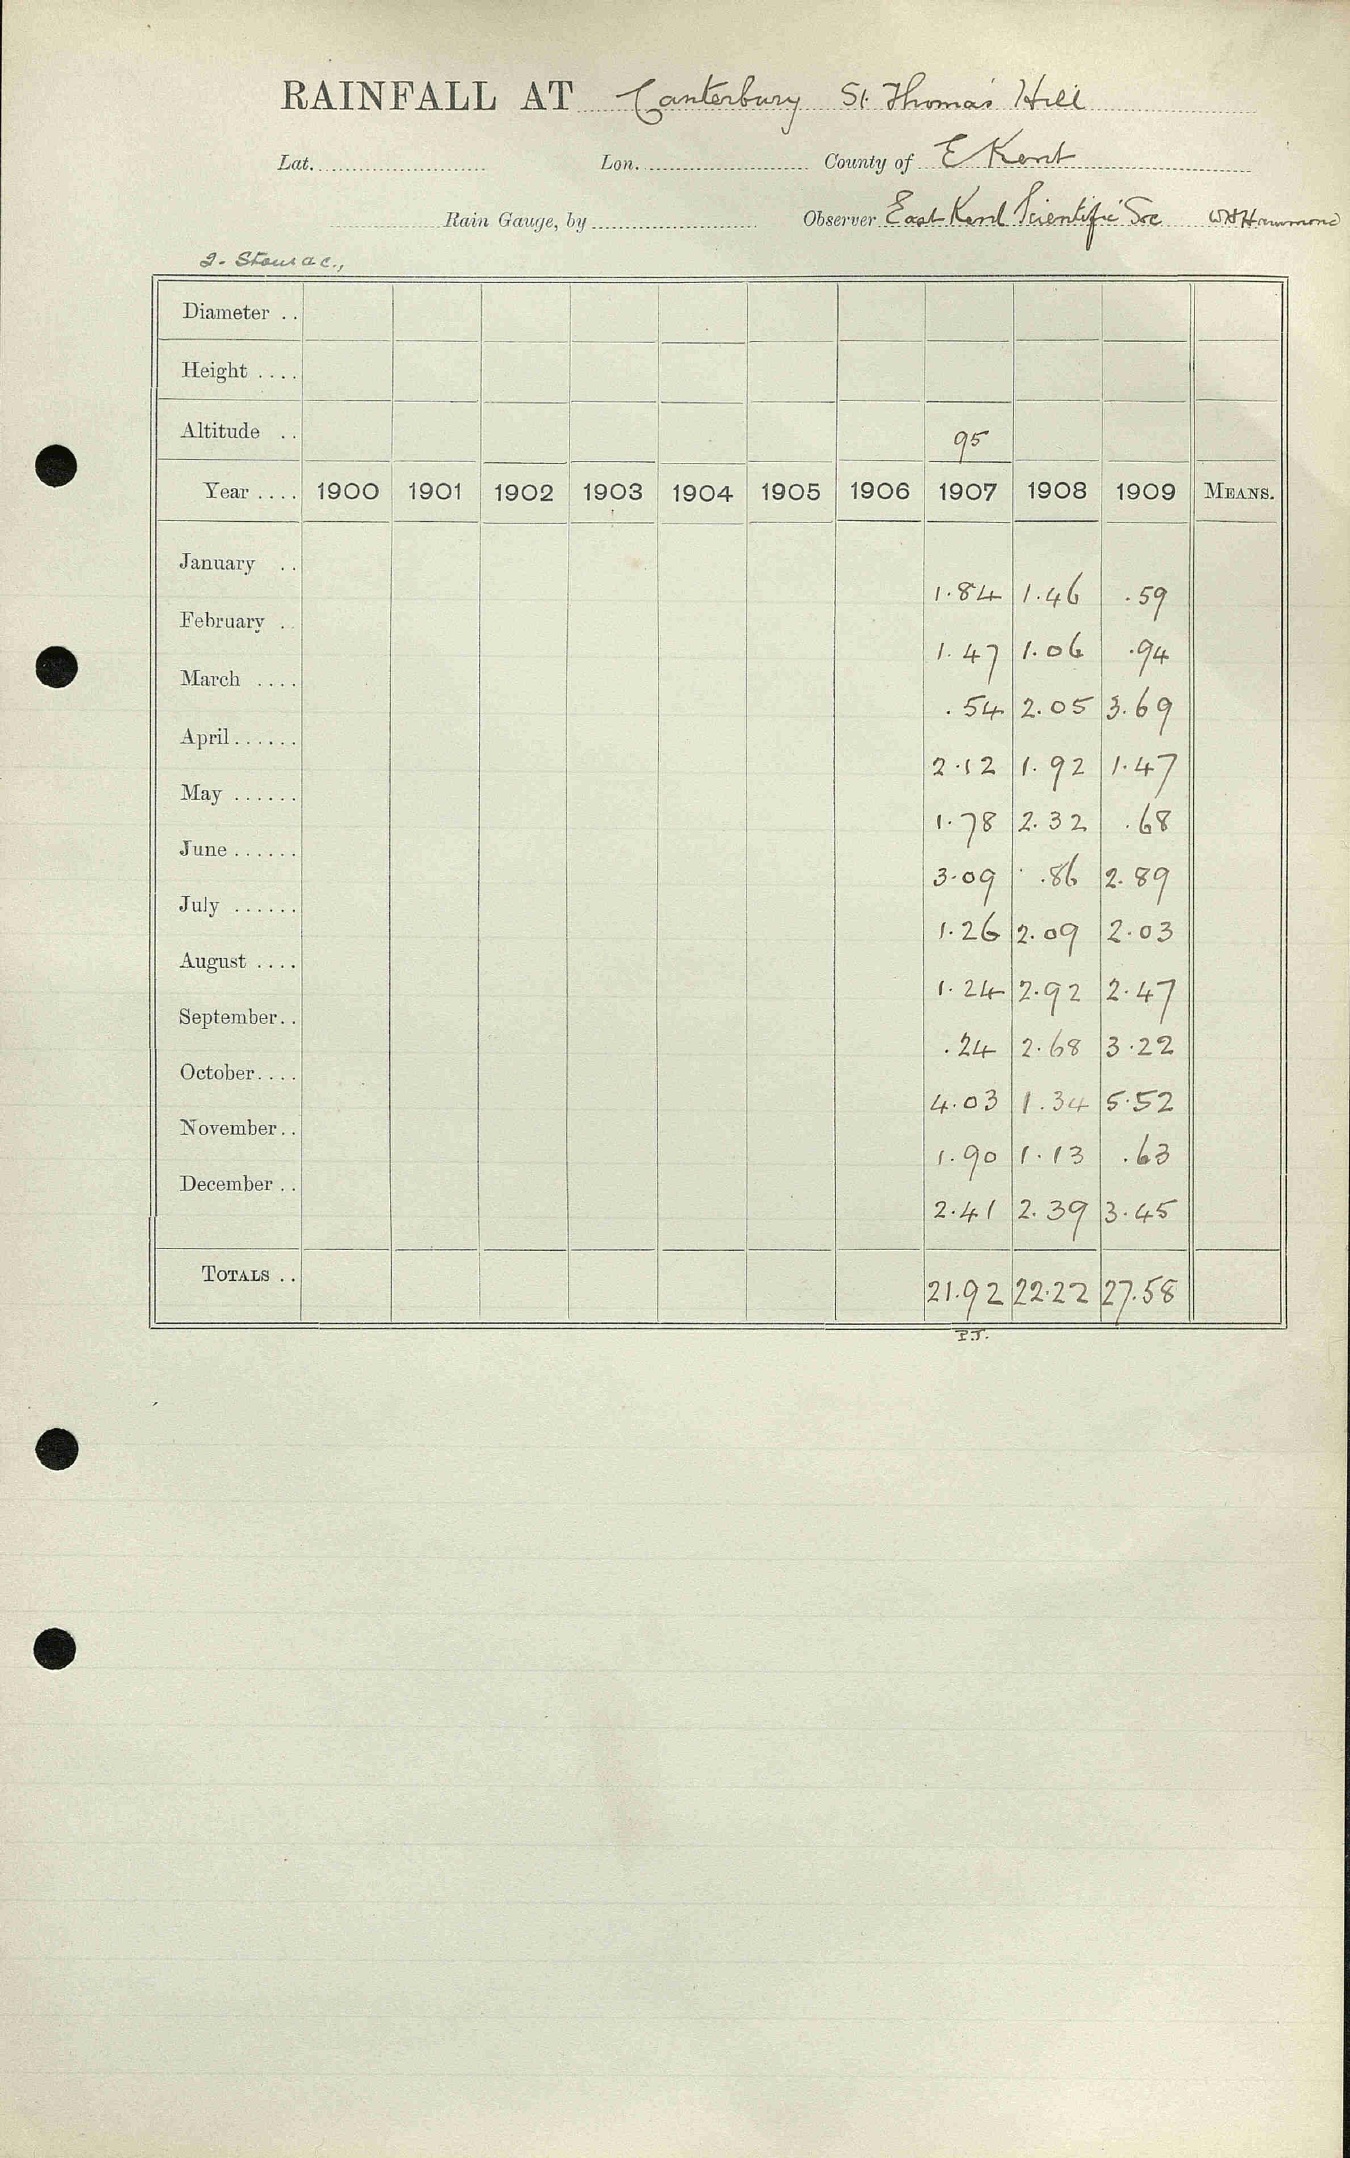 RAINFALL AT Canterbury St. Thomas' Hill
Lat. Lon. County of E Kent
Rain Gauge, by Observer East Kent Scientific Soc W H Hammond
2.
Diameter ..
Height ....
Altitude .. 95
Year .... 1900 1901 1902 1903 1904 1905 1906 1907 1908 1909 MEANS.
January .. 1.84 1.46 .59
February .. 1.47 1.06 .94
March .... .54 2.05 3.69
April...... 2.12 1.92 1.47
May ...... 1.78 2.32 .68
June ...... 3.09 .86 2.89
July ...... 1.26 2.09 2.03
August .... 1.24 2.92 2.47
September.. .24 2.68 3.22
October.... 4.03 1.34 5.52
November.. 1.90 1.13 .63
December .. 2.41 2.39 3.45
TOTALS .. 21.92 22.22 27.58
P.J.